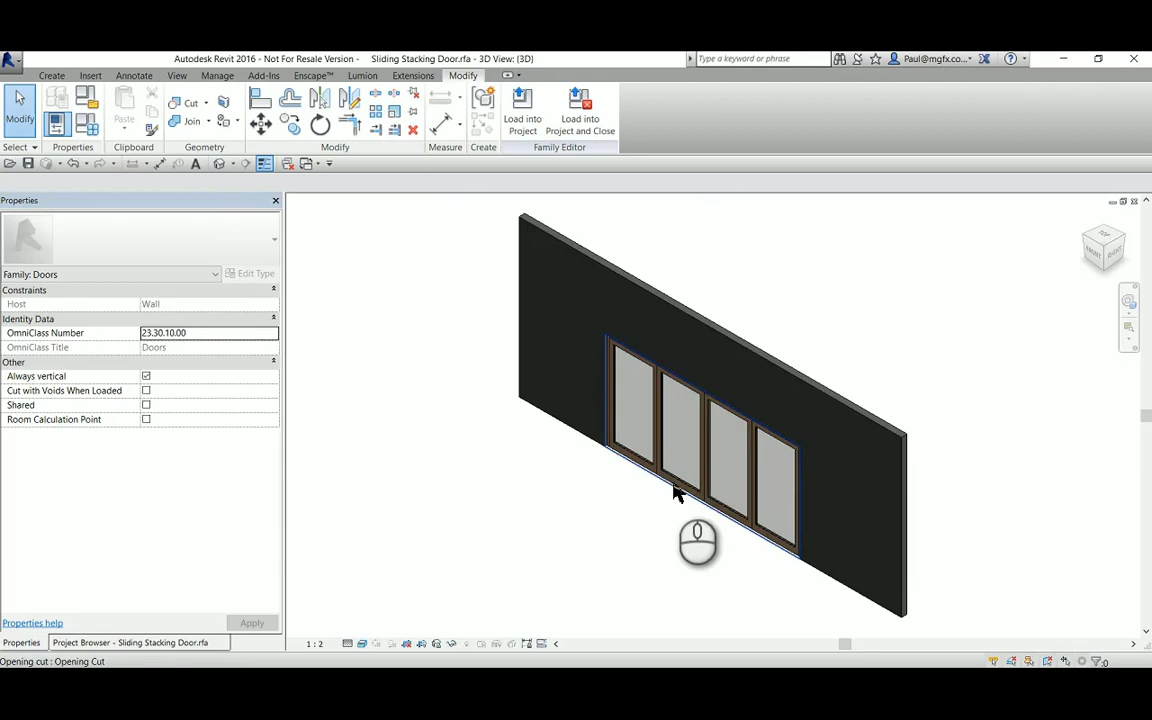 Autodesk Revit 2016 - Not For Resale Version - Sliding Stacking Door.rfa - 3D View: {3D}
Type a keyword or phrase
Paul@mgfx.co...
Create Insert Annotate View Manage Add-Ins Enscape™ Lumion Extensions Modify
Modify
Paste
Cut
Join
Load into
Project
Load into
Project and Close
Select Properties Clipboard Geometry Modify Measure Create Family Editor
Properties
Family: Doors
Edit Type
Constraints
Host Wall
Identity Data
OmniClass Number 23.30.10.00
OmniClass Title Doors
Other
Always vertical
Cut with Voids When Loaded
Shared
Room Calculation Point
TOP
FRONT
RIGHT
Properties help
Apply
Properties
Project Browser - Sliding Stacking Door.rfa
1 : 2
Opening cut : Opening Cut
:0